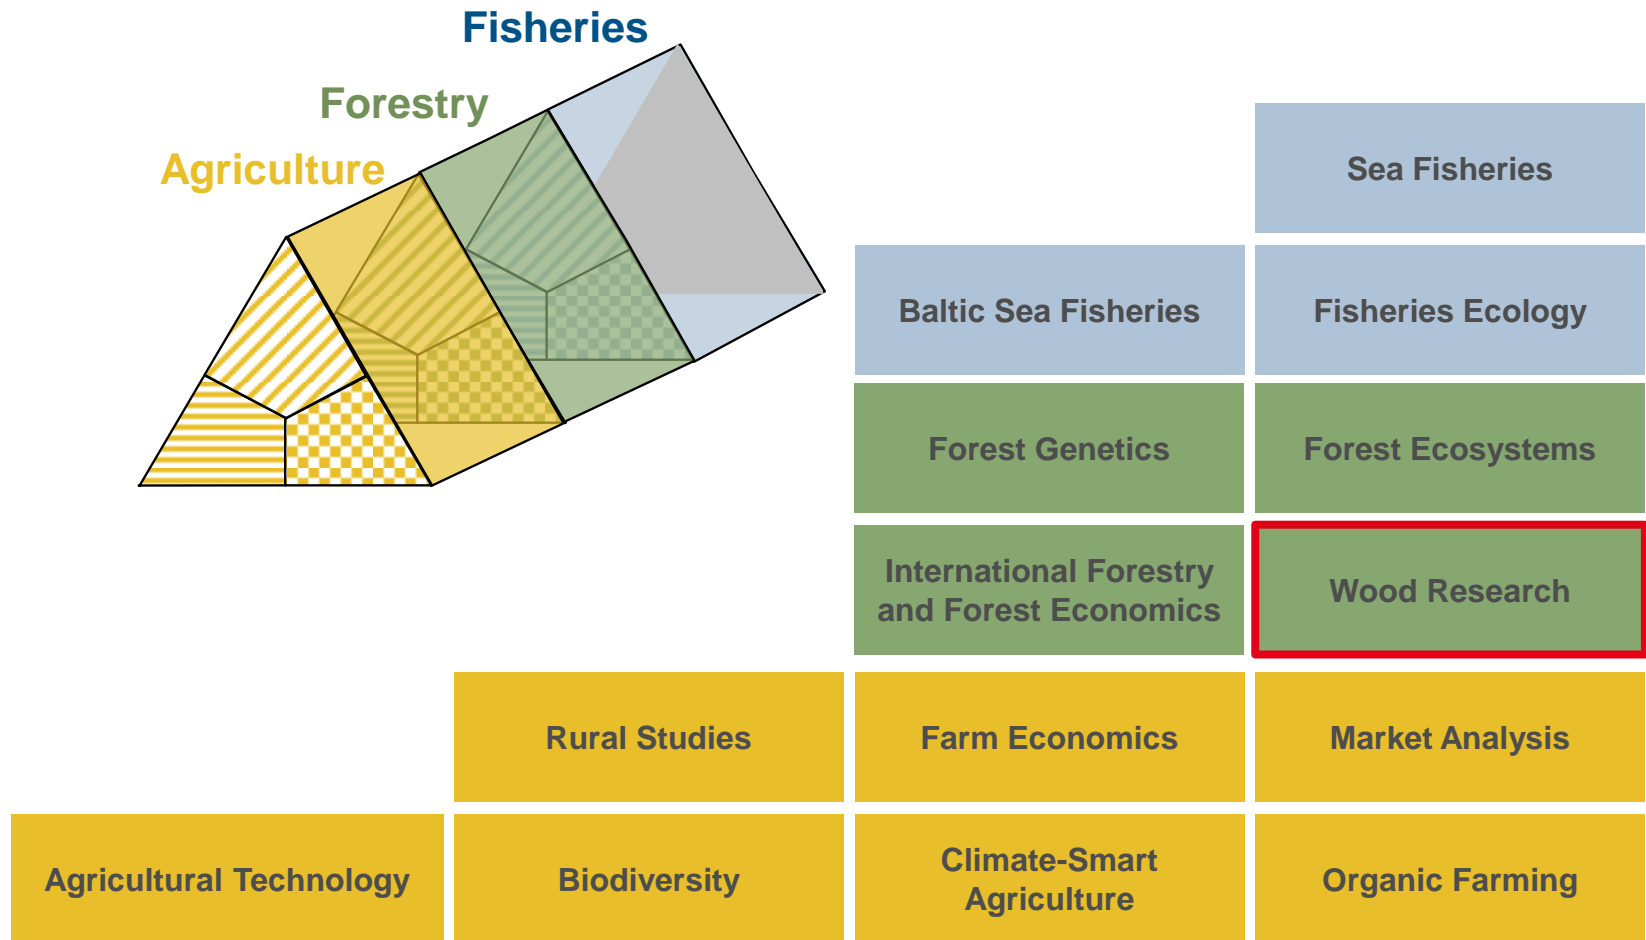 Fisheries
Forestry
Agriculture
Sea Fisheries
Baltic Sea Fisheries
Fisheries Ecology
Forest Genetics
Forest Ecosystems
International Forestry
and Forest Economics
Wood Research
Rural Studies
Farm Economics
Market Analysis
Agricultural Technology
Biodiversity
Climate-Smart
Agriculture
Organic Farming